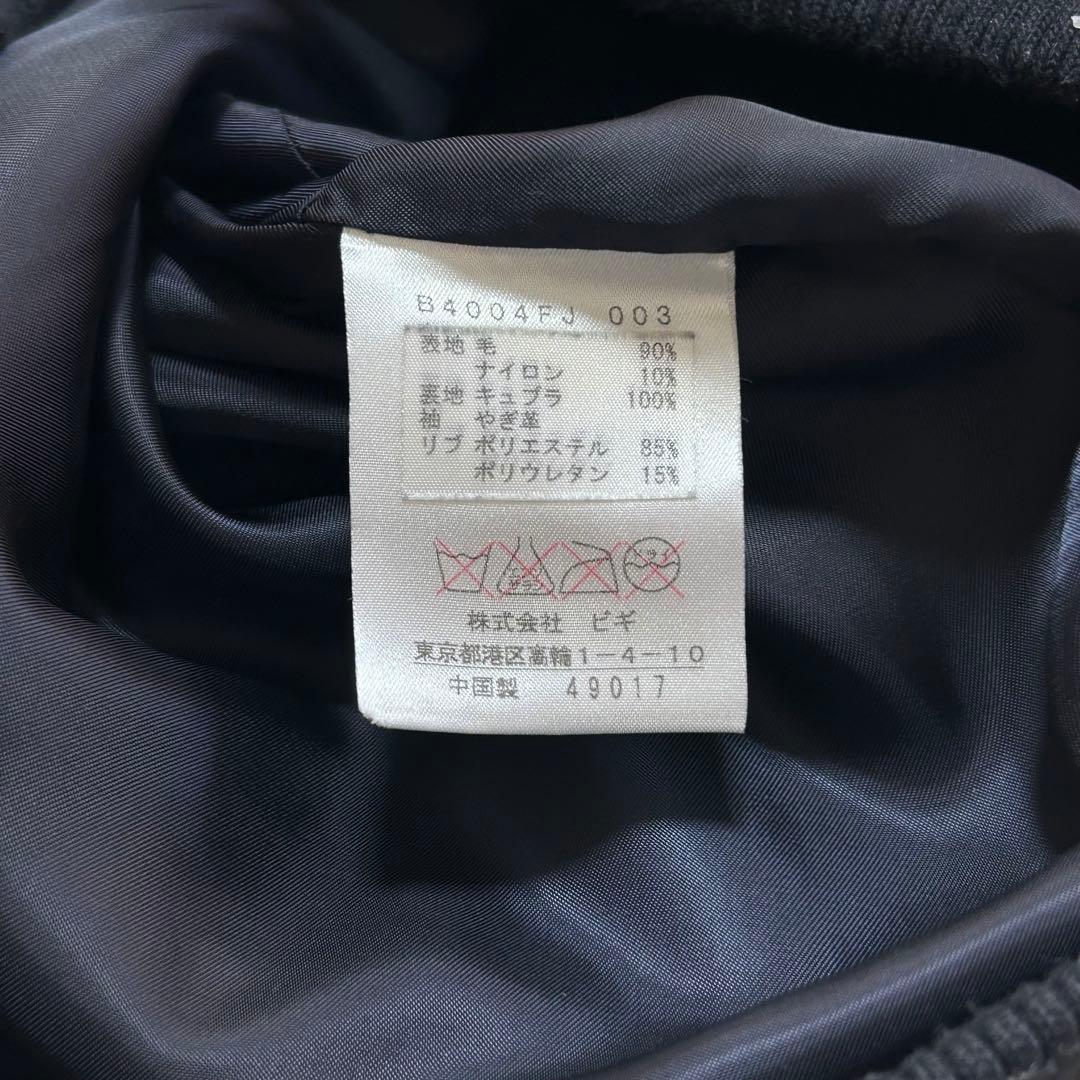 B4004FJ 003
表地 毛 90%
ナイロン 10%
裏地 キュプラ 100%
袖 やぎ革
リブ ポリエステル 85%
ポリウレタン 15%
株式会社 ビギ
東京都港区高輪1-4-10
中国製 49017